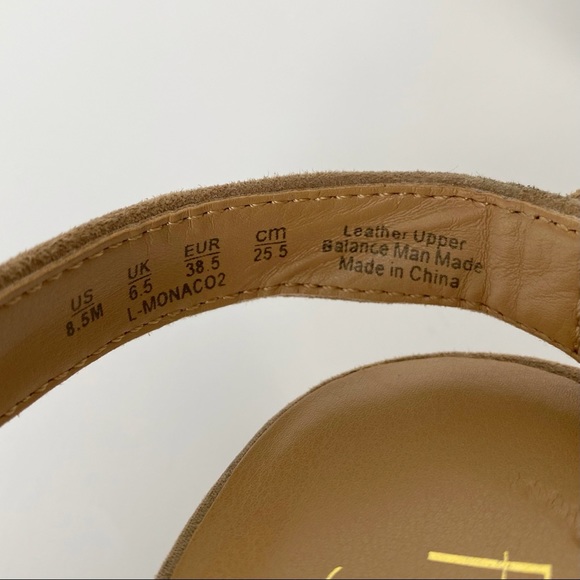 US UK EUR cm
8.5M 6.5 38.5 25 5
L-MONACO2
Leather Upper
Balance Man Made
Made in China